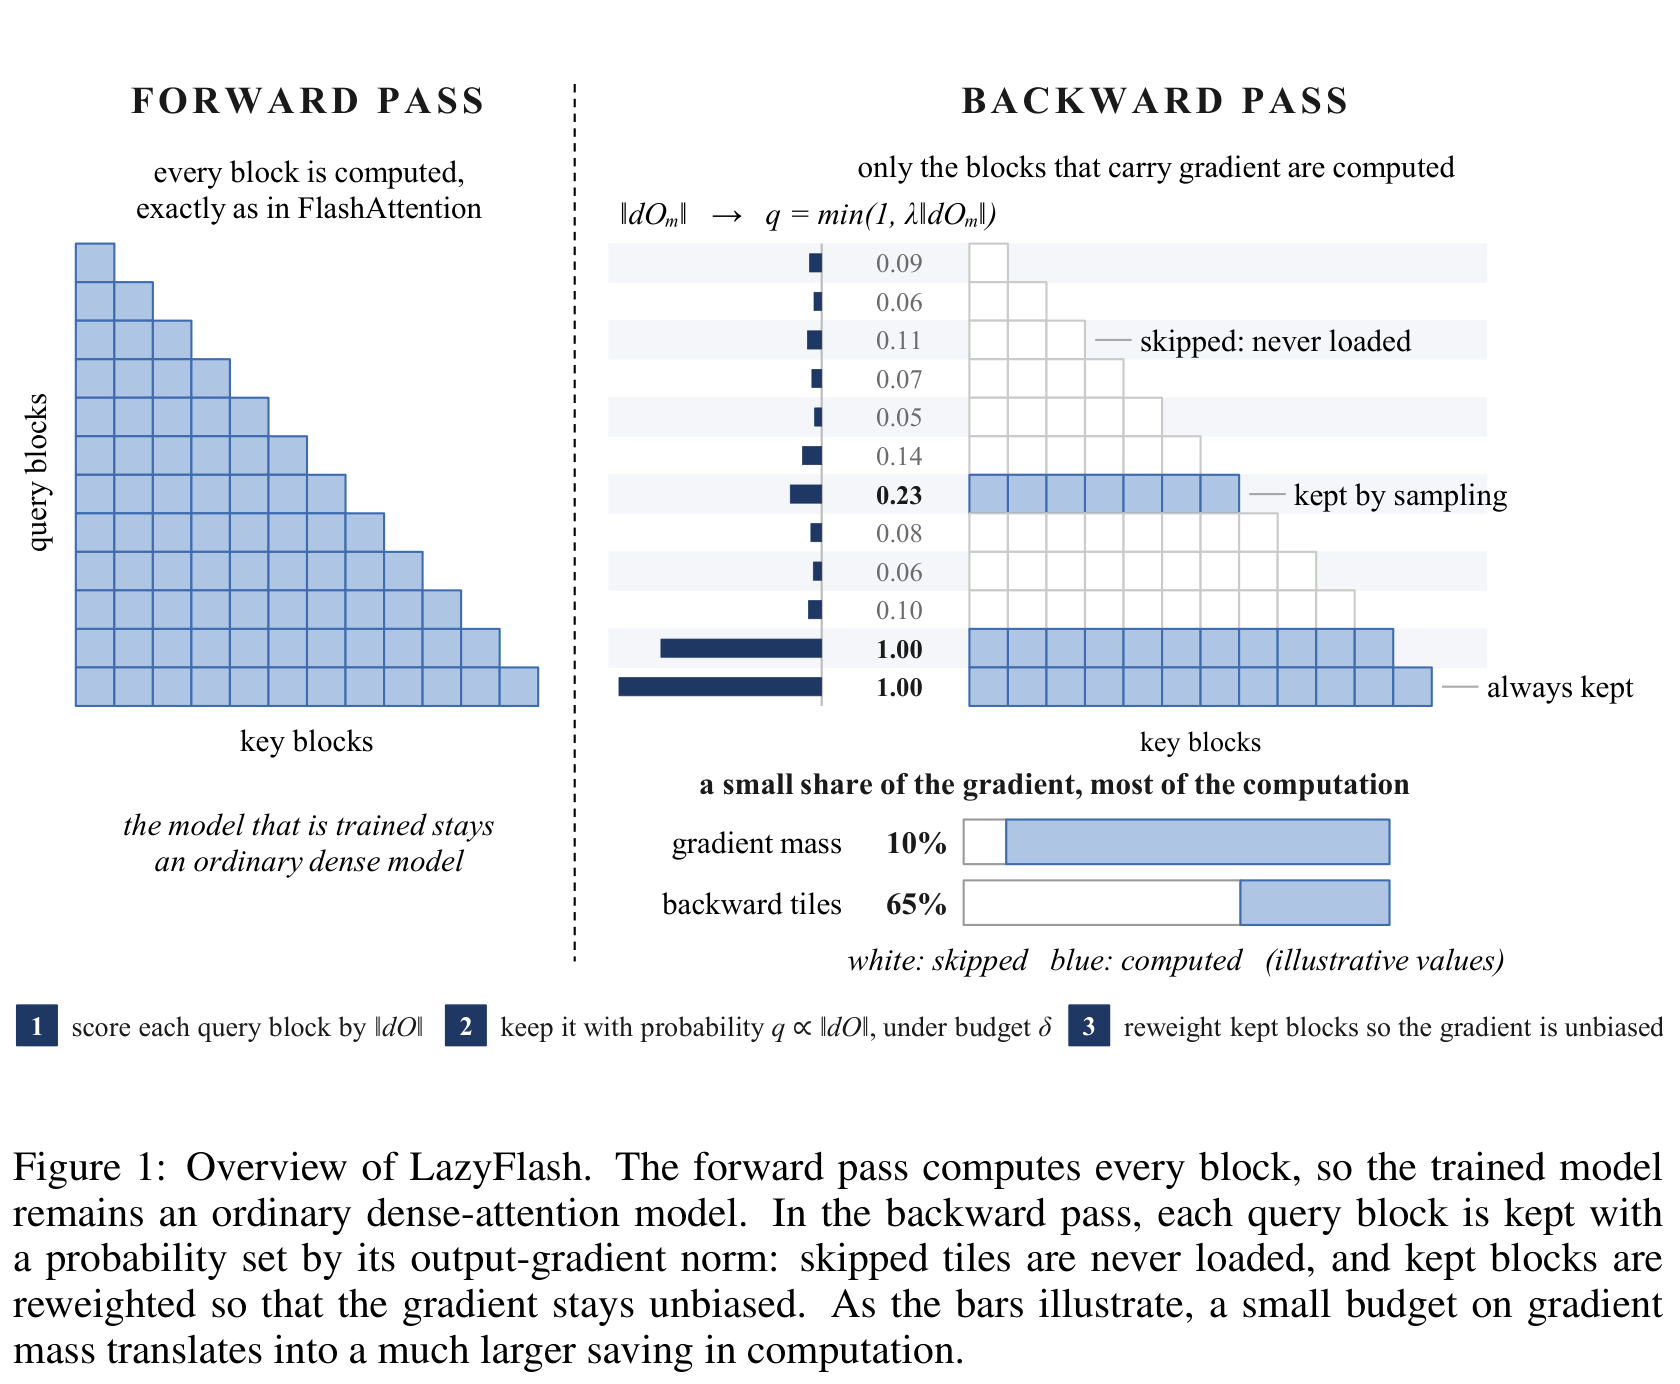 FORWARD PASS
every block is computed,
exactly as in FlashAttention
query blocks
key blocks
the model that is trained stays
an ordinary dense model
BACKWARD PASS
only the blocks that carry gradient are computed
‖dOₘ‖ → q = min(1, λ‖dOₘ‖)
0.09
0.06
0.11
skipped: never loaded
0.07
0.05
0.14
0.23
kept by sampling
0.08
0.06
0.10
1.00
1.00
always kept
key blocks
a small share of the gradient, most of the computation
gradient mass 10%
backward tiles 65%
white: skipped blue: computed (illustrative values)
1 score each query block by ‖dO‖ 2 keep it with probability q ∝ ‖dO‖, under budget δ 3 reweight kept blocks so the gradient is unbiased
Figure 1: Overview of LazyFlash. The forward pass computes every block, so the trained model
remains an ordinary dense-attention model. In the backward pass, each query block is kept with
a probability set by its output-gradient norm: skipped tiles are never loaded, and kept blocks are
reweighted so that the gradient stays unbiased. As the bars illustrate, a small budget on gradient
mass translates into a much larger saving in computation.